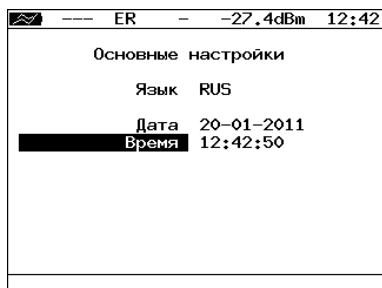 --- ER - -27.4dBm 12:42
Основные настройки
Язык RUS
Дата 20-01-2011
Время 12:42:50